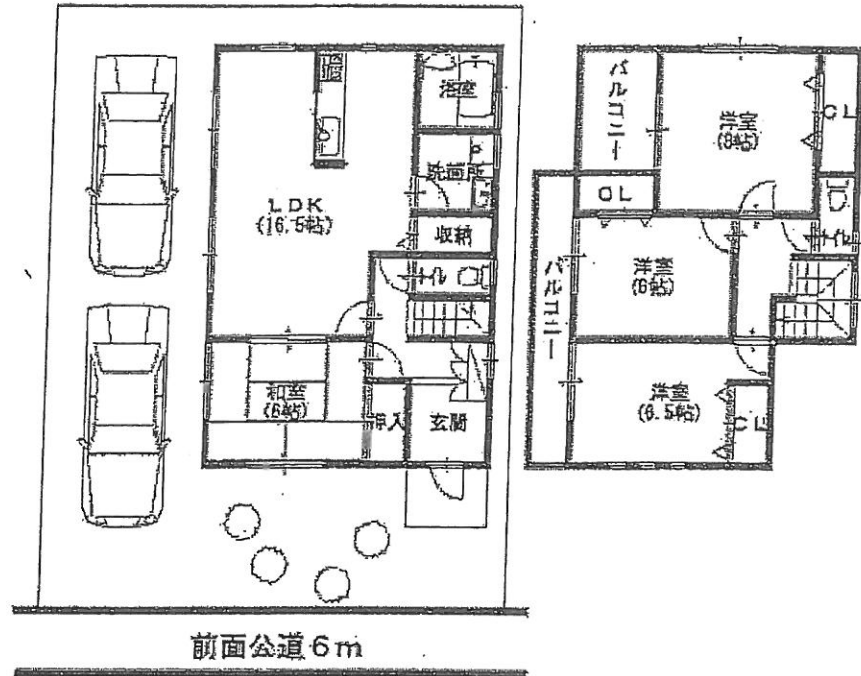 浴室
洗面所
LDK
(16.5帖)
収納
トイレ
和室
(6帖)
押入
玄関
バルコニー
洋室
(8帖)
CL
CL
トイレ
洋室
(6帖)
バルコニー
洋室
(6.5帖)
CL
前面公道6m